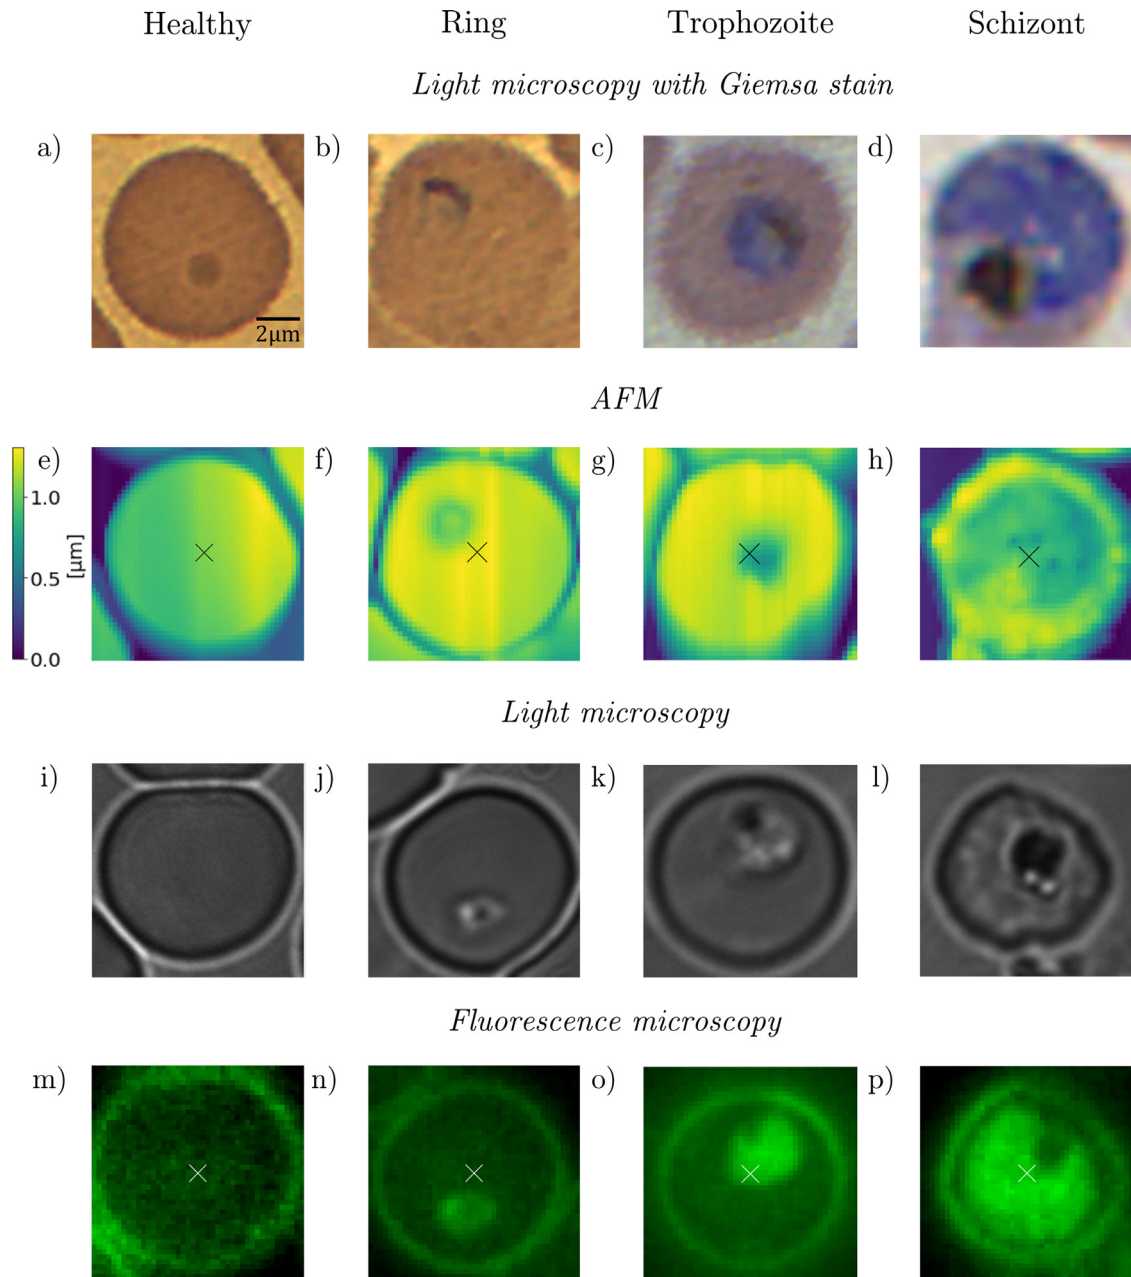 Healthy Ring Trophozoite Schizont
Light microscopy with Giemsa stain
a) b) c) d)
2μm
AFM
e) f) g) h)
1.0
0.5
[μm]
0.0
Light microscopy
i) j) k) l)
Fluorescence microscopy
m) n) o) p)